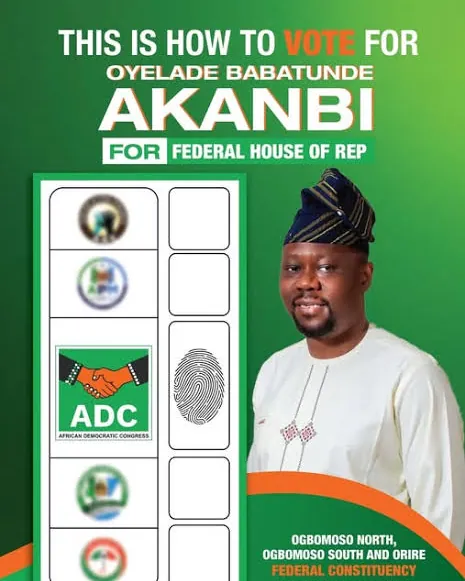 THIS IS HOW TO VOTE FOR
OYELADE BABATUNDE
AKANBI
FOR FEDERAL HOUSE OF REP
ADC
AFRICAN DEMOCRATIC CONGRESS
OGBOMOSO NORTH,
OGBOMOSO SOUTH AND ORIRE
FEDERAL CONSTITUENCY